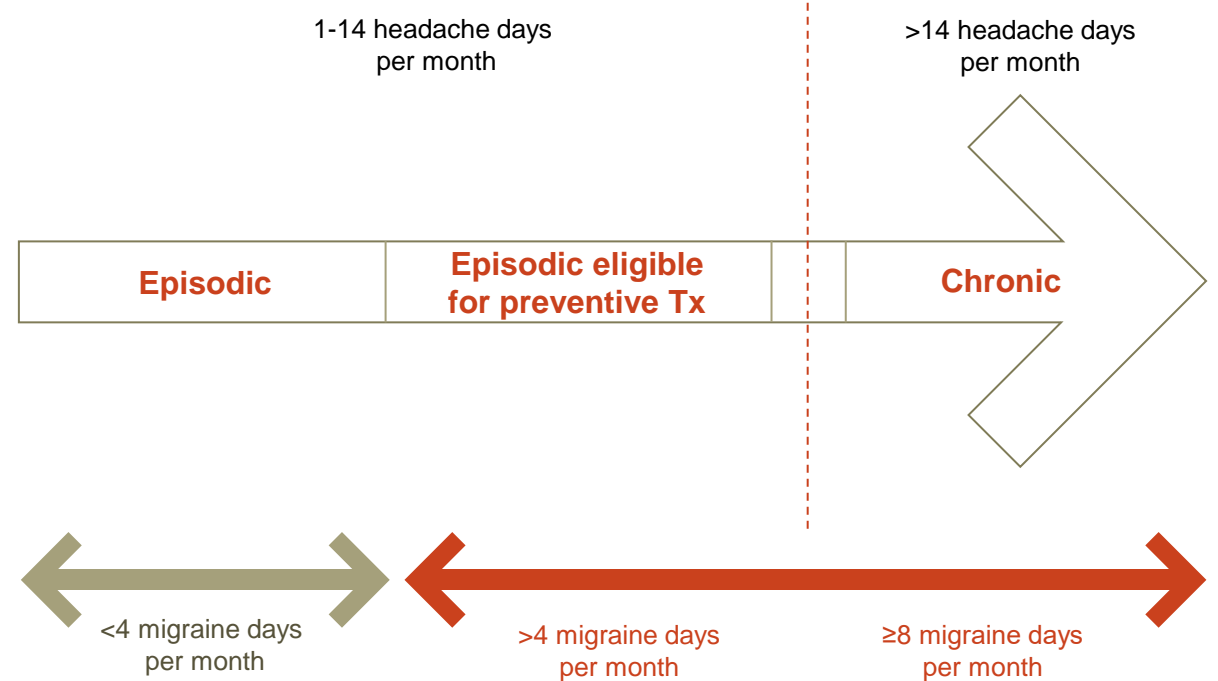 1-14 headache days
per month
>14 headache days
per month
Episodic
Episodic eligible
for preventive Tx
Chronic
<4 migraine days
per month
>4 migraine days
per month
≥8 migraine days
per month